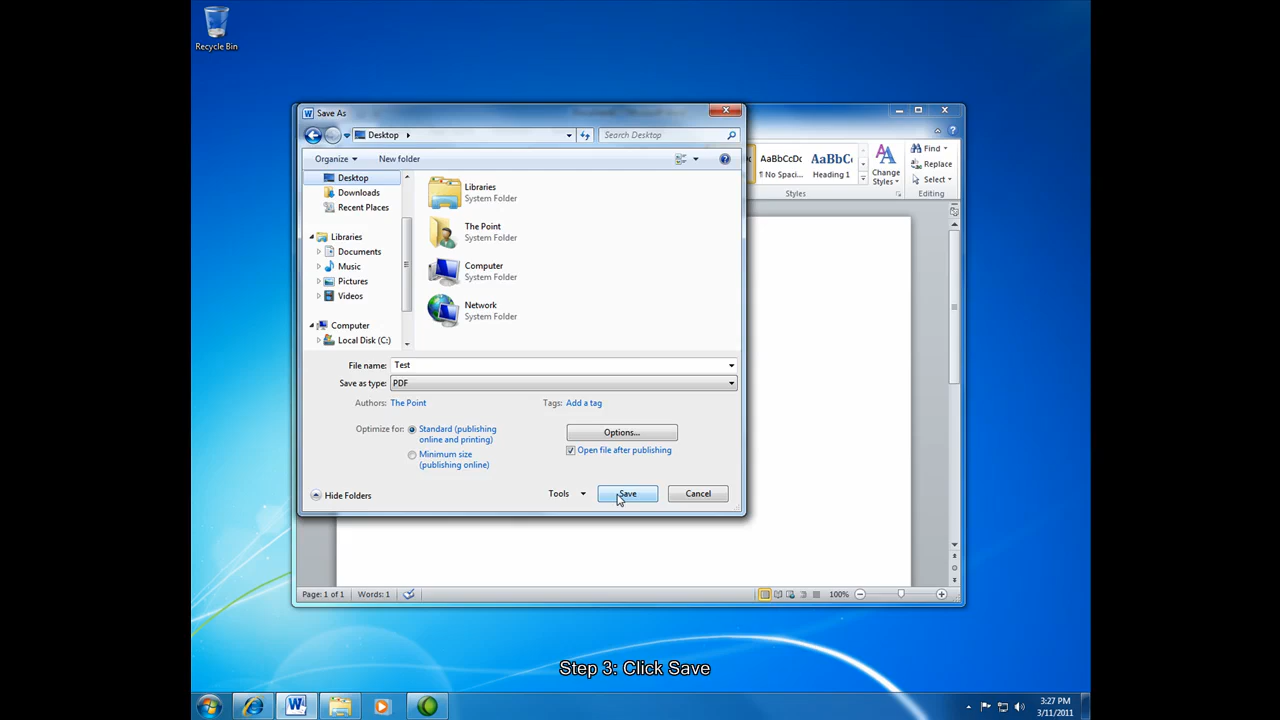 Recycle Bin
Save As
Desktop
Search Desktop
Organize
New folder
Desktop
Downloads
Recent Places
Libraries
Documents
Music
Pictures
Videos
Computer
Local Disk (C:)
Libraries
System Folder
The Point
System Folder
Computer
System Folder
Network
System Folder
File name: Test
Save as type: PDF
Authors: The Point
Tags: Add a tag
Optimize for: Standard (publishing
online and printing)
Minimum size
(publishing online)
Options...
Open file after publishing
Hide Folders
Tools
Save
Cancel
AaBbCcDc
¶ No Spaci...
AaBbC
Heading 1
Change
Styles
Styles
Find
Replace
Select
Editing
Page: 1 of 1
Words: 1
100%
Step 3: Click Save
3:27 PM
3/11/2011